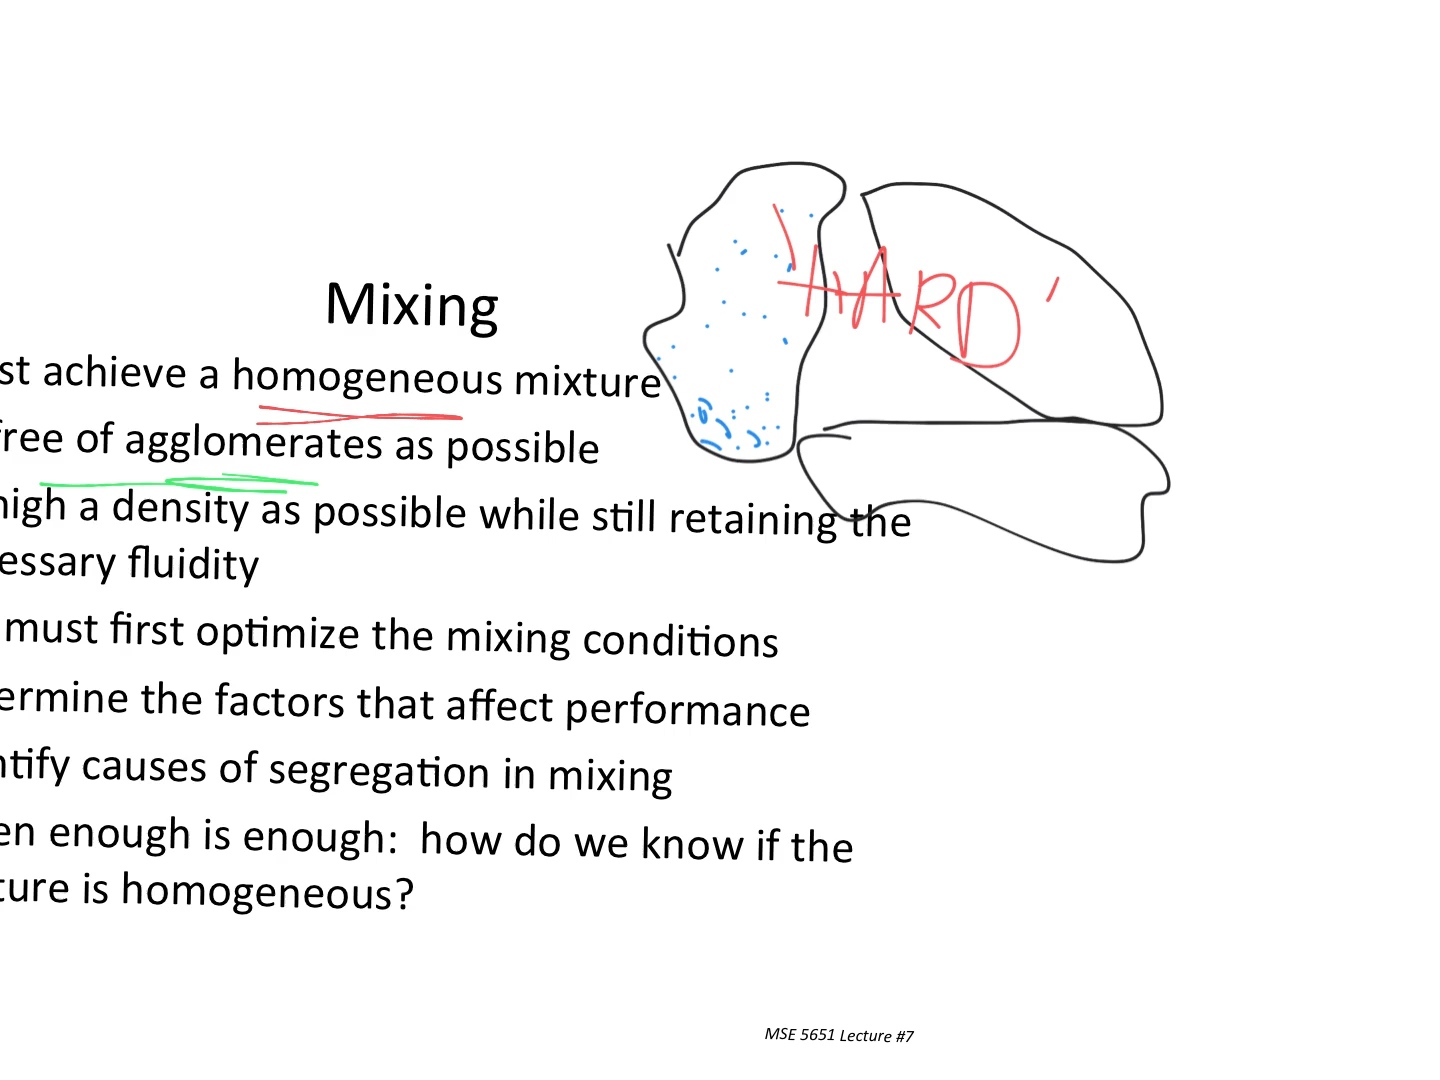 'HARD'
Mixing
st achieve a homogeneous mixture
free of agglomerates as possible
high a density as possible while still retaining the
essary fluidity
must first optimize the mixing conditions
ermine the factors that affect performance
ntify causes of segregation in mixing
en enough is enough: how do we know if the
ture is homogeneous?
MSE 5651 Lecture #7